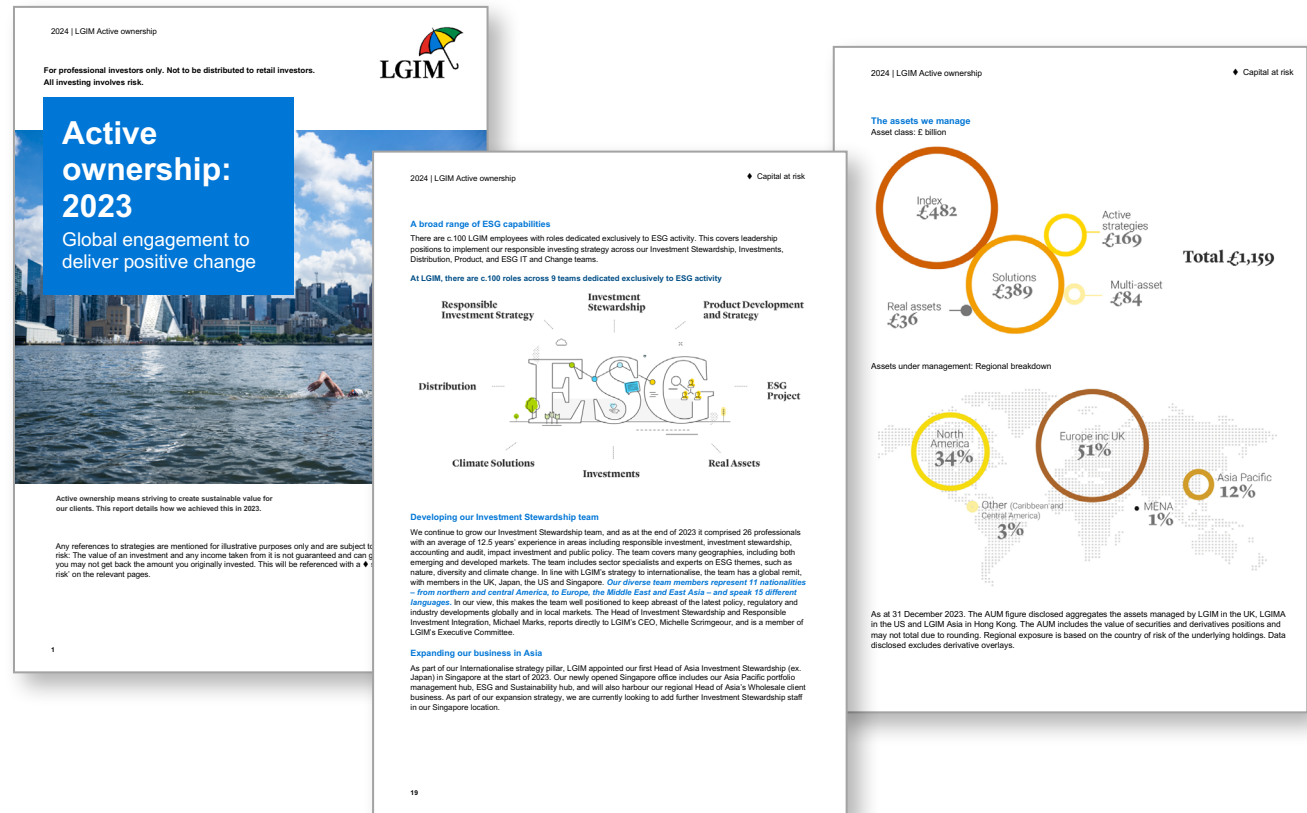 2024 | LGIM Active ownership
For professional investors only. Not to be distributed to retail investors.
All investing involves risk.
LGIM
Active
ownership:
2023
Global engagement to
deliver positive change
Active ownership means striving to create sustainable value for
our clients. This report details how we achieved this in 2023.
Any references to strategies are mentioned for illustrative purposes only and are subject to
risk: The value of an investment and any income taken from it is not guaranteed and can
you may not get back the amount you originally invested. This will be referenced with a ♦
risk' on the relevant pages.
1
2024 | LGIM Active ownership
♦ Capital at risk
A broad range of ESG capabilities
There are c.100 LGIM employees with roles dedicated exclusively to ESG activity. This covers leadership
positions to implement our responsible investing strategy across our Investment Stewardship, Investments,
Distribution, Product, and ESG IT and Change teams.
At LGIM, there are c.100 roles across 9 teams dedicated exclusively to ESG activity
Responsible
Investment Strategy
Investment
Stewardship
Product Development
and Strategy
Distribution
ESG
ESG
Project
Climate Solutions
Investments
Real Assets
Developing our Investment Stewardship team
We continue to grow our Investment Stewardship team, and as at the end of 2023 it comprised 26 professionals
with an average of 12.5 years' experience in areas including responsible investment, investment stewardship,
accounting and audit, impact investment and public policy. The team covers many geographies, including both
emerging and developed markets. The team includes sector specialists and experts on ESG themes, such as
nature, diversity and climate change. In line with LGIM's strategy to internationalise, the team has a global remit,
with members in the UK, Japan, the US and Singapore. Our diverse team members represent 11 nationalities
– from northern and central America, to Europe, the Middle East and East Asia – and speak 15 different
languages. In our view, this makes the team well positioned to keep abreast of the latest policy, regulatory and
industry developments globally and in local markets. The Head of Investment Stewardship and Responsible
Investment Integration, Michael Marks, reports directly to LGIM's CEO, Michelle Scrimgeour, and is a member of
LGIM's Executive Committee.
Expanding our business in Asia
As part of our Internationalise strategy pillar, LGIM appointed our first Head of Asia Investment Stewardship (ex.
Japan) in Singapore at the start of 2023. Our newly opened Singapore office includes our Asia Pacific portfolio
management hub, ESG and Sustainability hub, and will also harbour our regional Head of Asia's Wholesale client
business. As part of our expansion strategy, we are currently looking to add further Investment Stewardship staff
in our Singapore location.
19
2024 | LGIM Active ownership
♦ Capital at risk
The assets we manage
Asset class: £ billion
Index
£482
Active
strategies
£169
Total £1,159
Solutions
£389
Multi-asset
£84
Real assets
£36
Assets under management: Regional breakdown
North
America
34%
Europe inc UK
51%
Asia Pacific
12%
Other (Caribbean and
Central America)
3%
MENA
1%
As at 31 December 2023. The AUM figure disclosed aggregates the assets managed by LGIM in the UK, LGIMA
in the US and LGIM Asia in Hong Kong. The AUM includes the value of securities and derivatives positions and
may not total due to rounding. Regional exposure is based on the country of risk of the underlying holdings. Data
disclosed excludes derivative overlays.